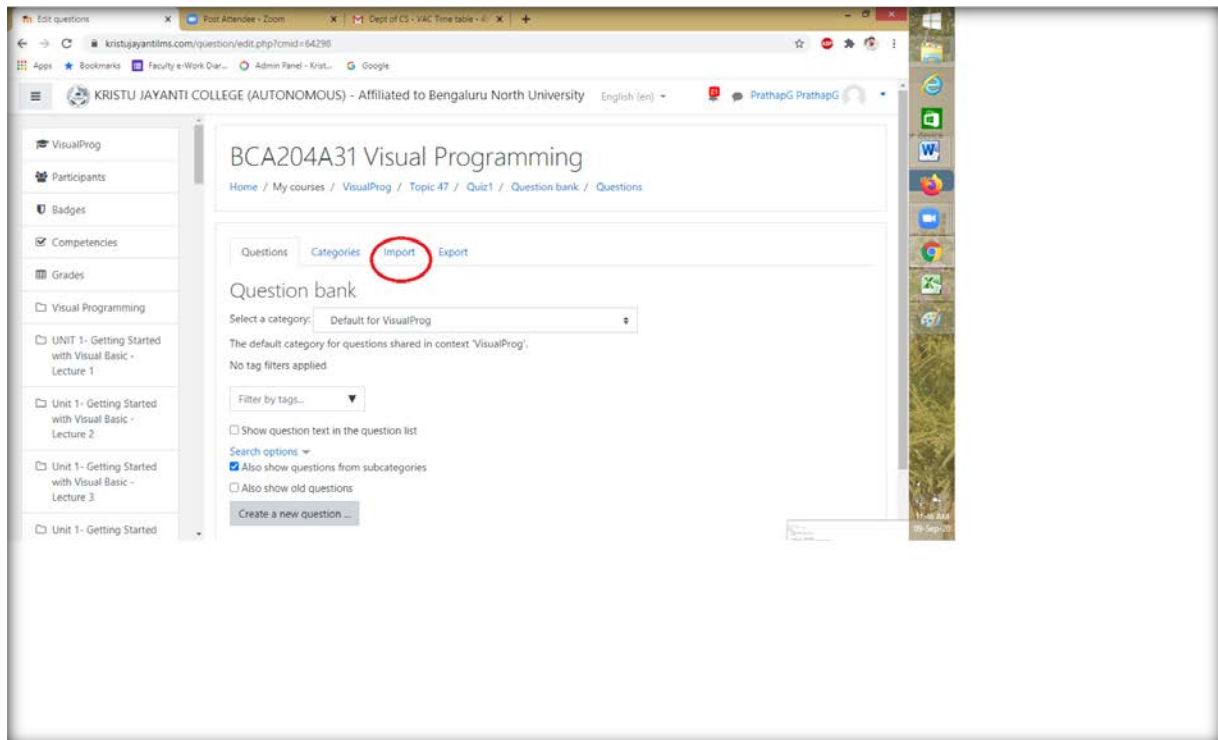 Edit questions
Post Attendee - Zoom
Dept of CS - VAC Time table -
kristujayantilms.com/question/edit.php?cmid=64298
Apps Bookmarks Faculty e-Work Diar... Admin Panel - Krist... Google
KRISTU JAYANTI COLLEGE (AUTONOMOUS) - Affiliated to Bengaluru North University English (en) PrathapG PrathapG
VisualProg
Participants
Badges
Competencies
Grades
Visual Programming
UNIT 1- Getting Started
with Visual Basic -
Lecture 1
Unit 1- Getting Started
with Visual Basic -
Lecture 2
Unit 1- Getting Started
with Visual Basic -
Lecture 3
Unit 1- Getting Started
BCA204A31 Visual Programming
Home / My courses / VisualProg / Topic 47 / Quiz1 / Question bank / Questions
Questions Categories Import Export
Question bank
Select a category: Default for VisualProg
The default category for questions shared in context 'VisualProg'.
No tag filters applied
Filter by tags...
Show question text in the question list
Search options
Also show questions from subcategories
Also show old questions
Create a new question ...
09-Sep-20